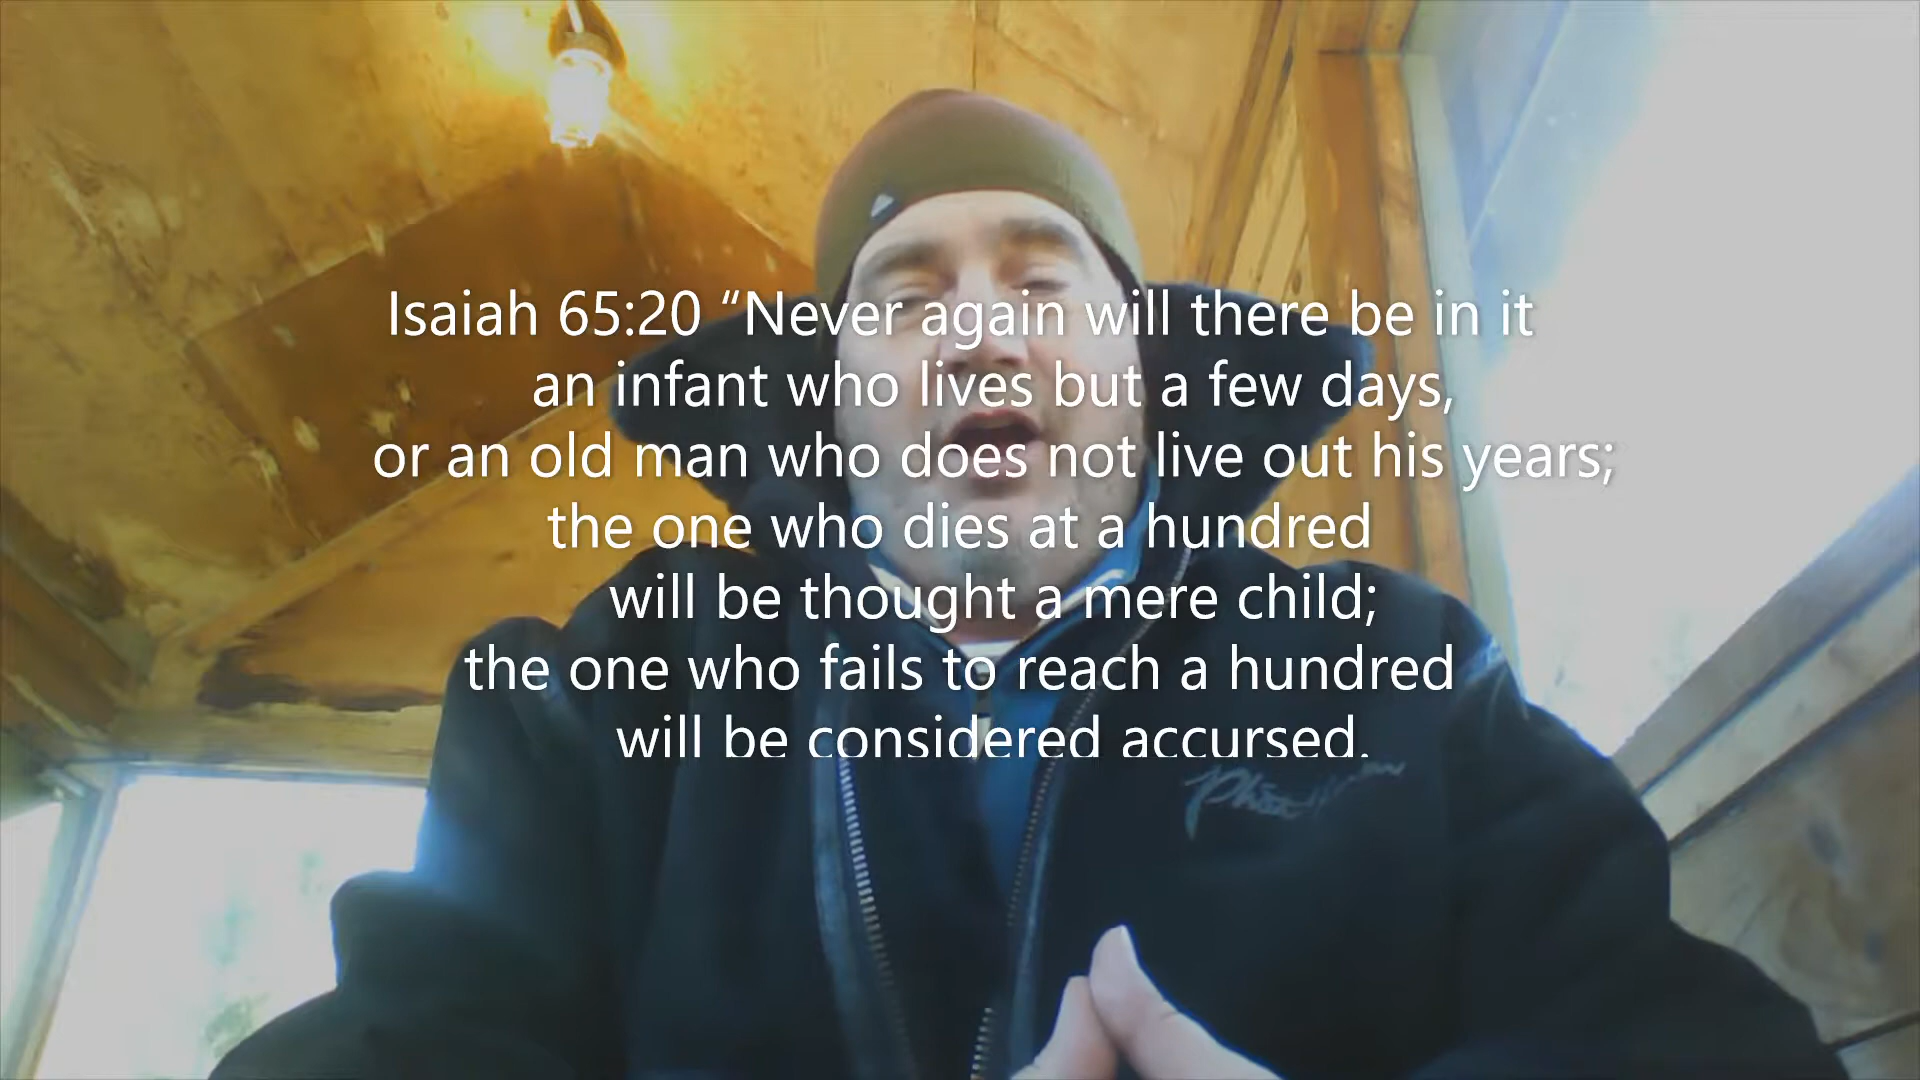 Isaiah 65:20 “Never again will there be in it
an infant who lives but a few days,
or an old man who does not live out his years;
the one who dies at a hundred
will be thought a mere child;
the one who fails to reach a hundred
will be considered accursed.